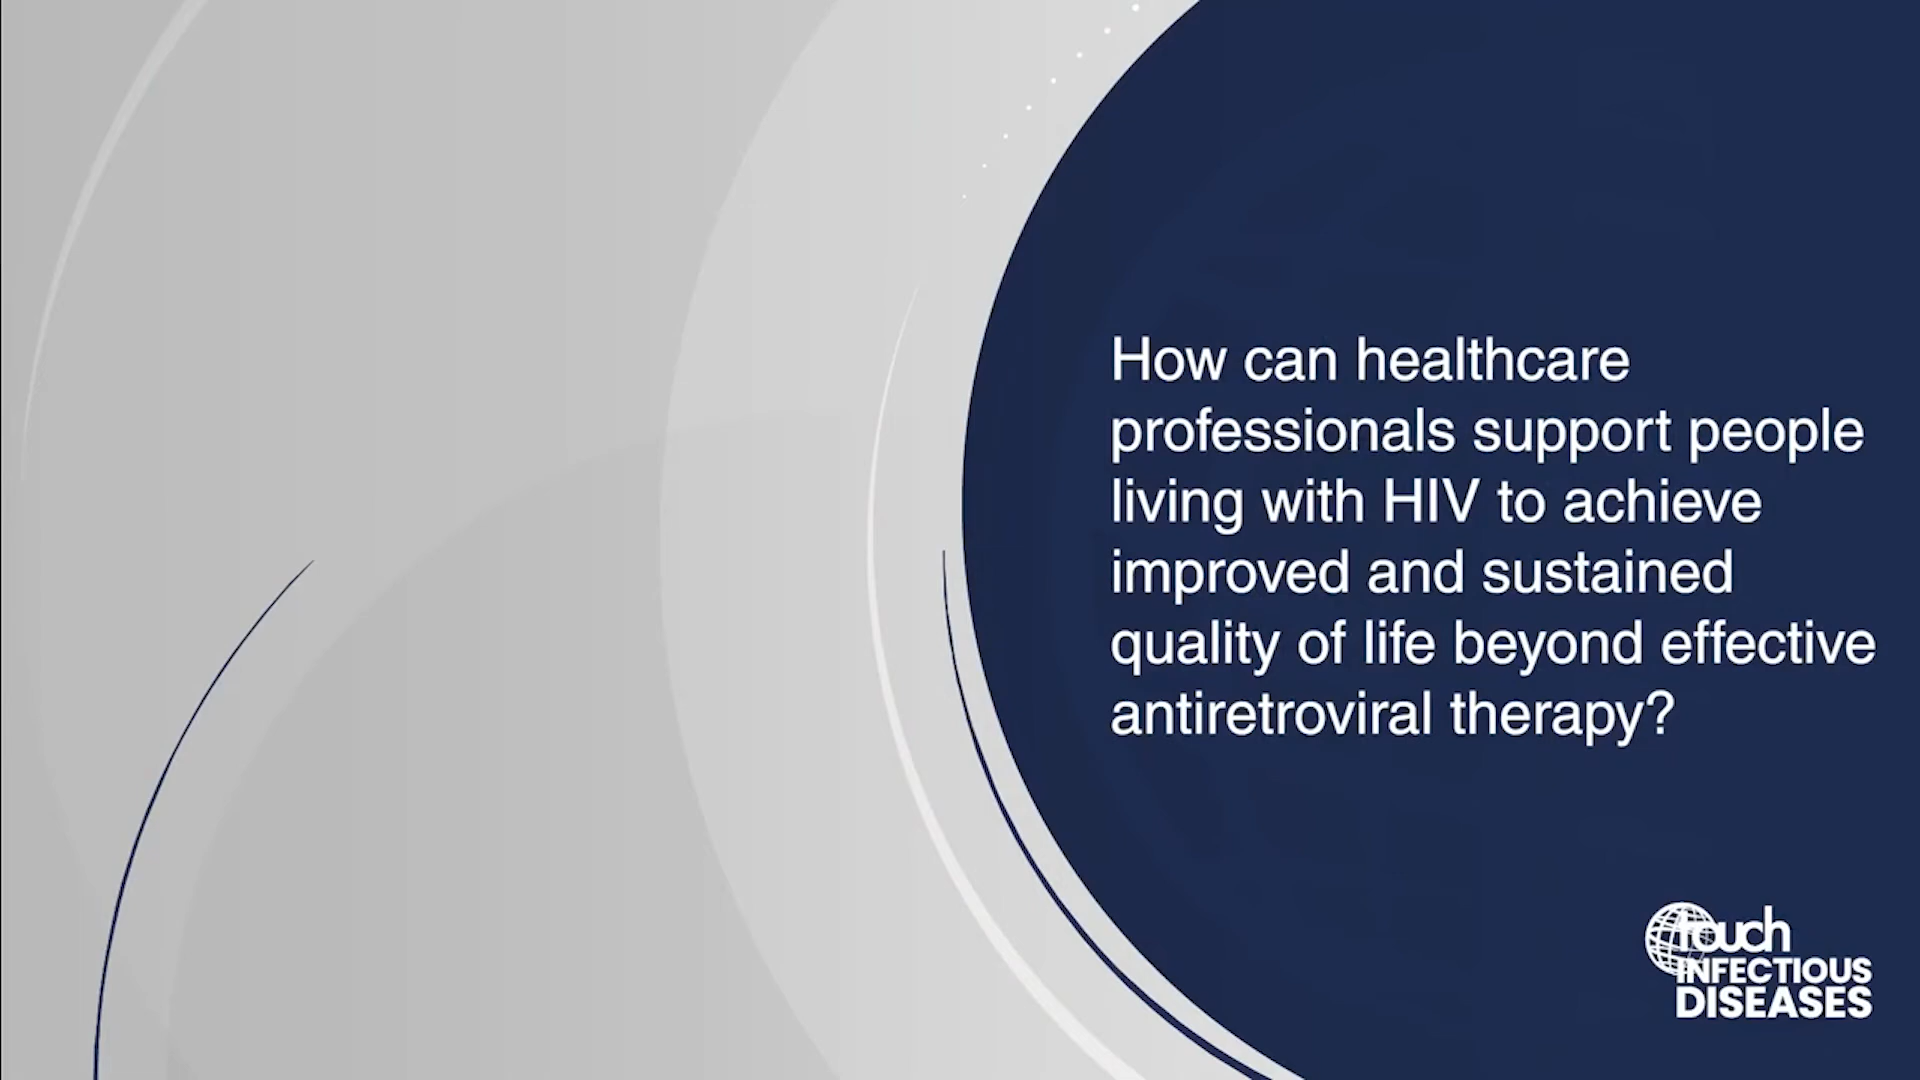 How can healthcare
professionals support people
living with HIV to achieve
improved and sustained
quality of life beyond effective
antiretroviral therapy?
touch
INFECTIOUS
DISEASES